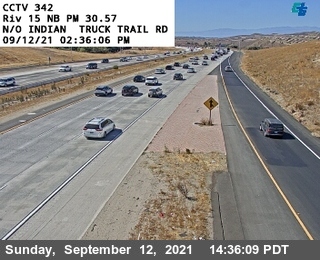 CCTV 342
Riv 15 NB PM 30.57
N/O INDIAN TRUCK TRAIL RD
09/12/21 02:36:06 PM
Sunday, September 12, 2021 14:36:09 PDT